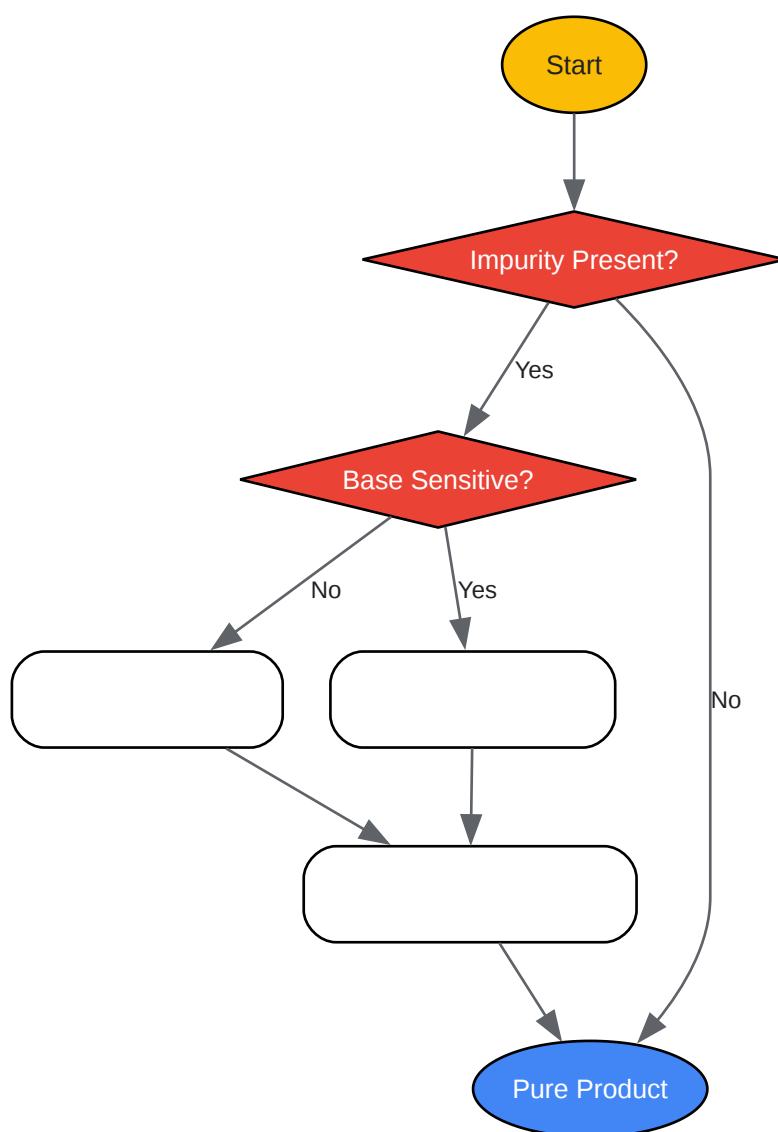 Start
Impurity Present?
Yes
Base Sensitive?
No
Yes
No
Pure Product